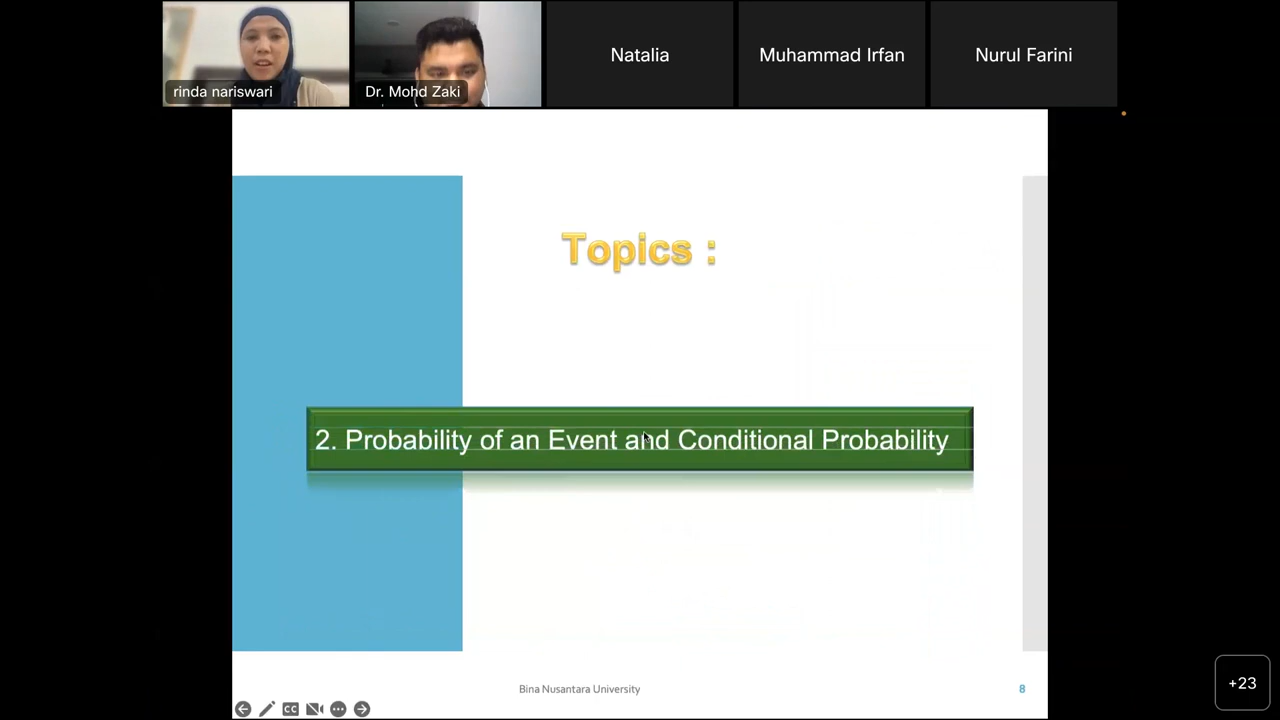 rinda nariswari
Dr. Mohd Zaki
Natalia
Muhammad Irfan
Nurul Farini
Topics :
2. Probability of an Event and Conditional Probability
Bina Nusantara University
8
CC
+23